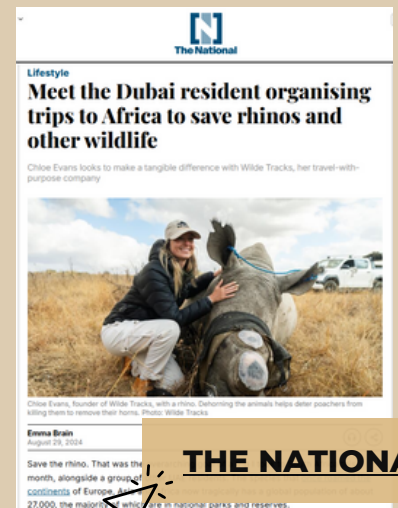 The National
Lifestyle
Meet the Dubai resident organising
trips to Africa to save rhinos and
other wildlife
Chloe Evans looks to make a tangible difference with Wilde Tracks, her travel-with-
purpose company
Chloe Evans, founder of Wilde Tracks, with a rhino. Dehorning the animals helps deter poachers from
killing them to remove their horns. Photo: Wilde Tracks
Emma Brain
August 29, 2024
Save the rhino. That was the
THE NATIONA
month, alongside a group of
continents of Europe, Asia
27,000, the majority of which are in national parks and reserves.